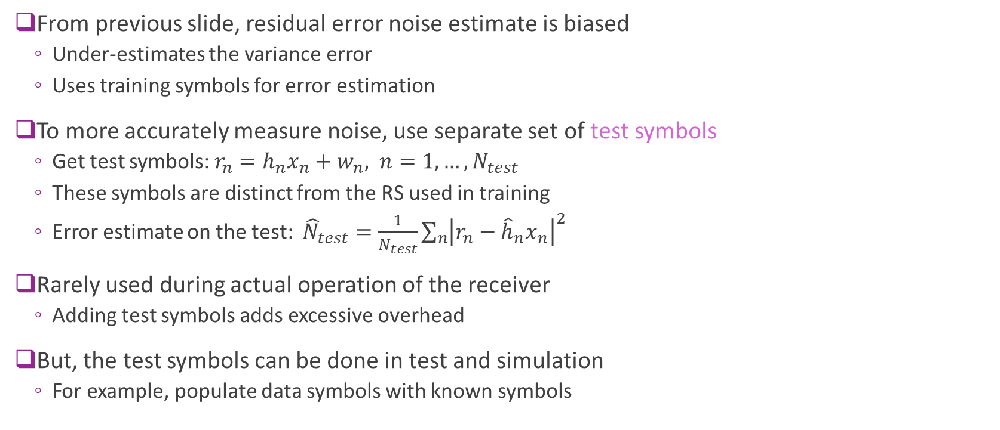 ❑From previous slide, residual error noise estimate is biased
◦ Under-estimates the variance error
◦ Uses training symbols for error estimation
❑To more accurately measure noise, use separate set of test symbols
◦ Get test symbols: $r_n = h_n x_n + w_n, \; n = 1, \ldots, N_{test}$
◦ These symbols are distinct from the RS used in training
◦ Error estimate on the test: $\widehat{N}_{test} = \frac{1}{N_{test}} \sum_n \left| r_n - \hat{h}_n x_n \right|^2$
❑Rarely used during actual operation of the receiver
◦ Adding test symbols adds excessive overhead
❑But, the test symbols can be done in test and simulation
◦ For example, populate data symbols with known symbols